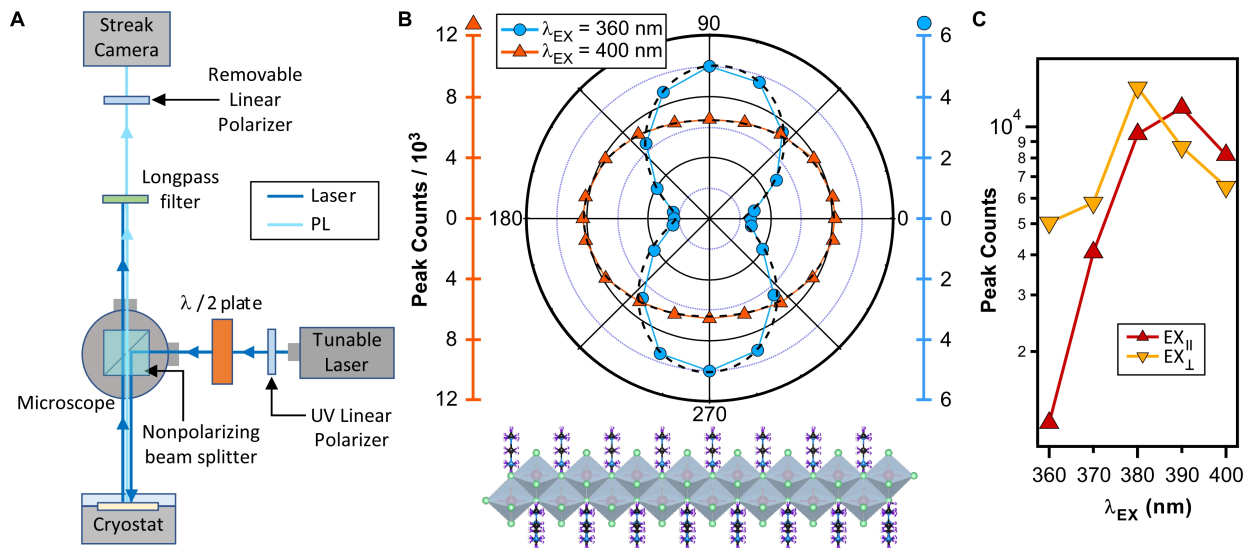 A
Streak
Camera
Removable
Linear
Polarizer
Longpass
filter
Laser
PL
λ /2 plate
Tunable
Laser
Microscope
UV Linear
Polarizer
Nonpolarizing
beam splitter
Cryostat
B
λEX = 360 nm
λEX = 400 nm
Peak Counts / 10³
12
8
4
0
4
8
12
90
180
0
270
6
4
2
0
2
4
6
C
Peak Counts
10⁴
9
8
7
6
5
4
3
2
EX||
EX⊥
360 370 380 390 400
λEX (nm)